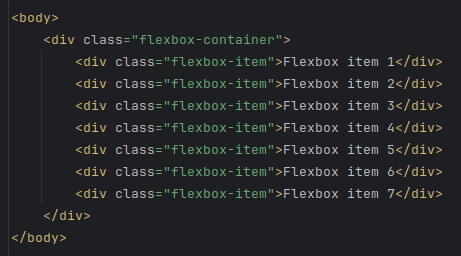 <body>
<div class="flexbox-container">
<div class="flexbox-item">Flexbox item 1</div>
<div class="flexbox-item">Flexbox item 2</div>
<div class="flexbox-item">Flexbox item 3</div>
<div class="flexbox-item">Flexbox item 4</div>
<div class="flexbox-item">Flexbox item 5</div>
<div class="flexbox-item">Flexbox item 6</div>
<div class="flexbox-item">Flexbox item 7</div>
</div>
</body>